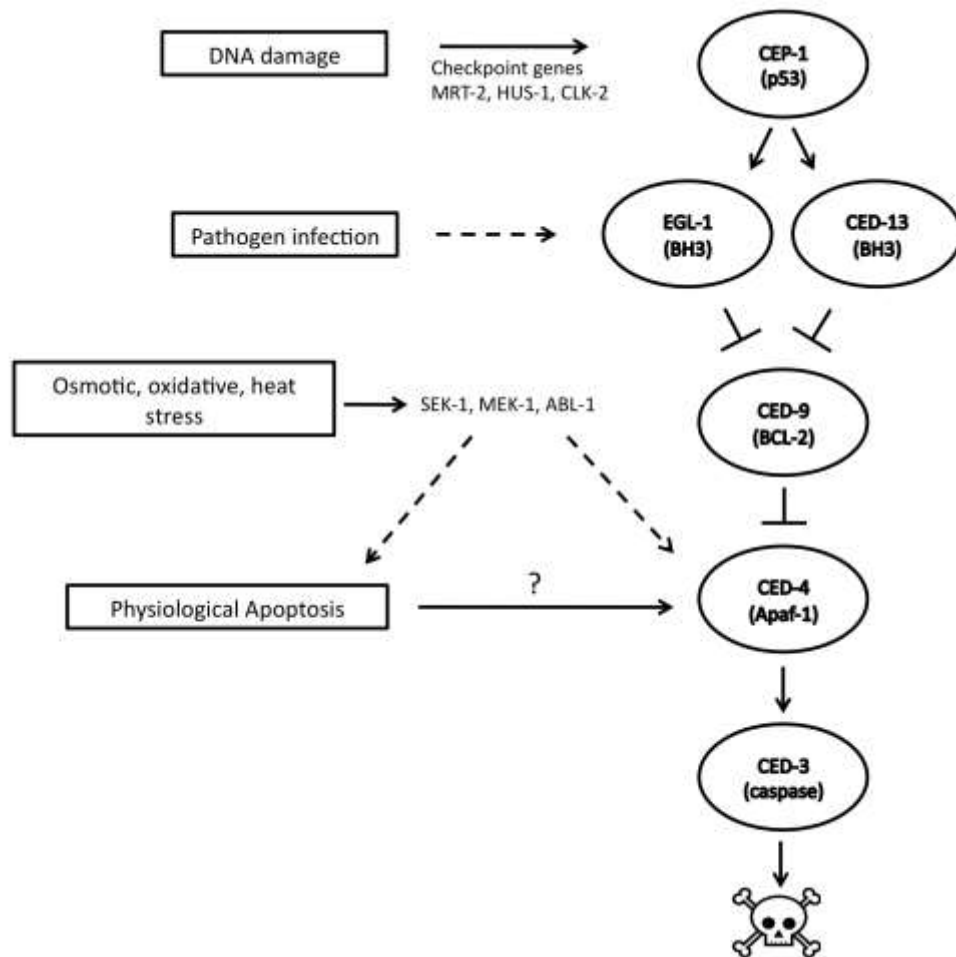 DNA damage
Checkpoint genes
MRT-2, HUS-1, CLK-2
CEP-1
(p53)
Pathogen infection
EGL-1
(BH3)
CED-13
(BH3)
Osmotic, oxidative, heat
stress
SEK-1, MEK-1, ABL-1
CED-9
(BCL-2)
Physiological Apoptosis
?
CED-4
(Apaf-1)
CED-3
(caspase)